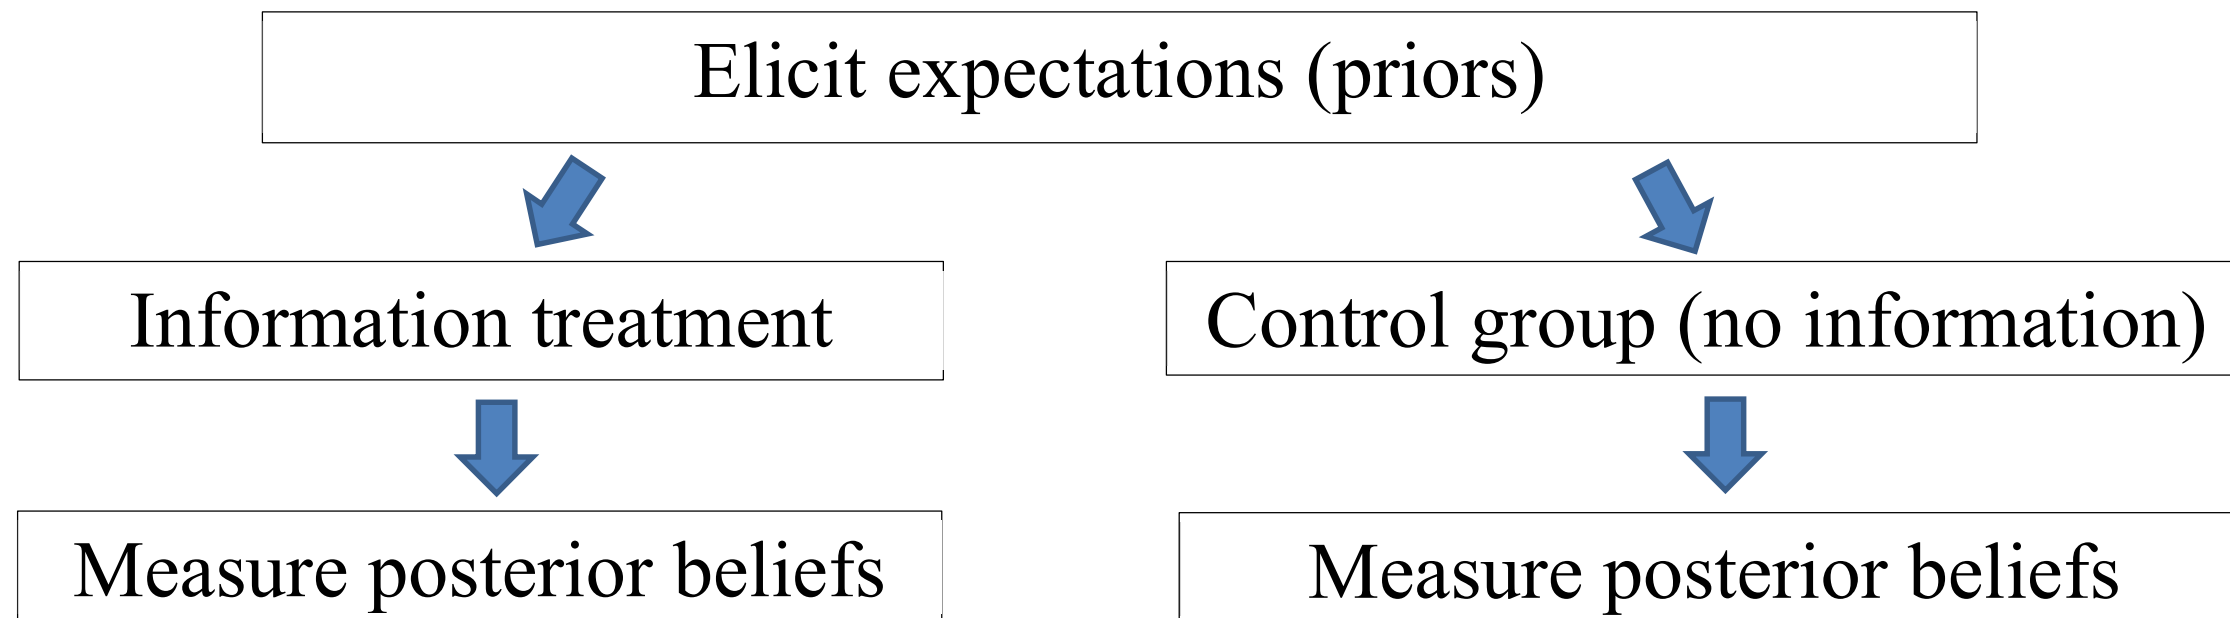 Elicit expectations (priors)
Information treatment
Control group (no information)
Measure posterior beliefs
Measure posterior beliefs